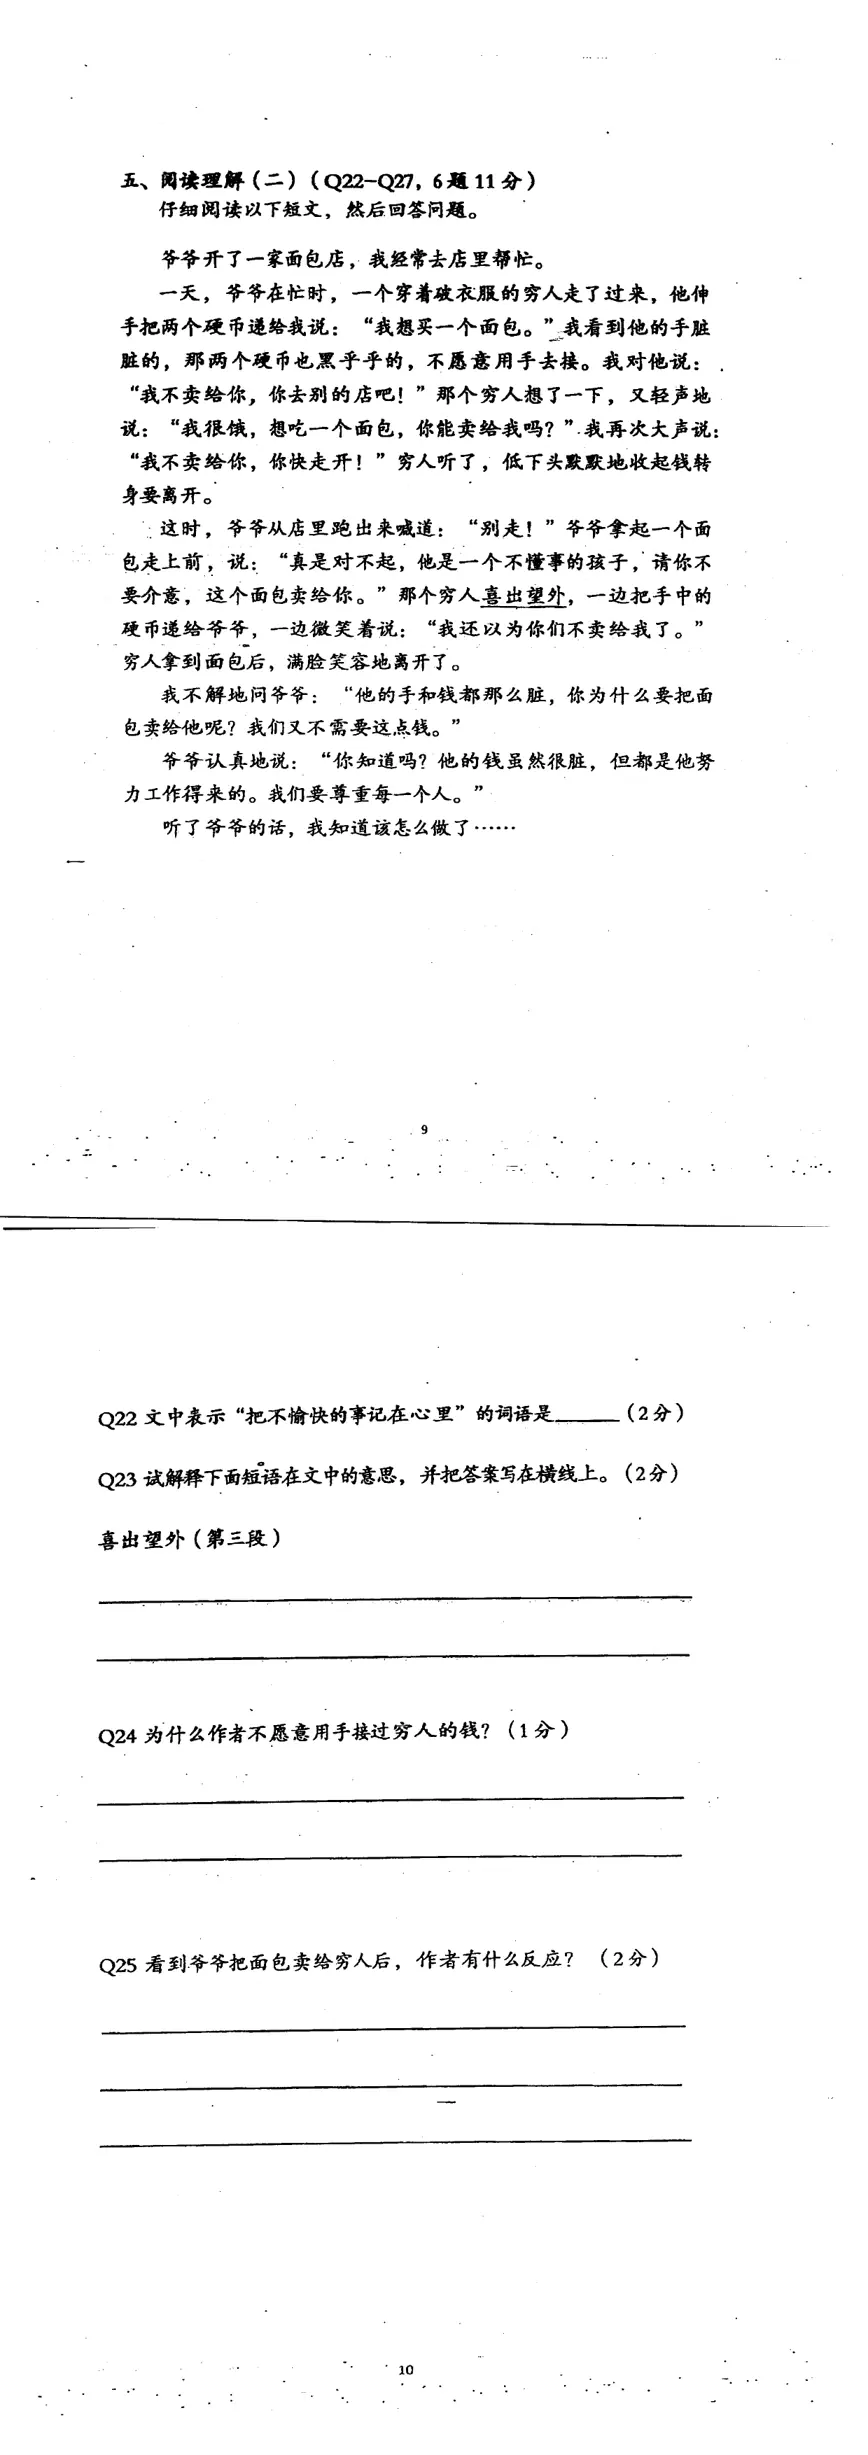 五、阅读理解（二）（Q22-Q27，6题11分）
仔细阅读以下短文，然后回答问题。
爷爷开了一家面包店，我经常去店里帮忙。
一天，爷爷在忙时，一个穿着破衣服的穷人走了过来，他伸
手把两个硬币递给我说：“我想买一个面包。”我看到他的手脏
脏的，那两个硬币也黑乎乎的，不愿意用手去接。我对他说：
“我不卖给你，你去别的店吧！”那个穷人想了一下，又轻声地
说：“我很饿，想吃一个面包，你能卖给我吗？”我再次大声说：
“我不卖给你，你快走开！”穷人听了，低下头默默地收起钱转
身要离开。
这时，爷爷从店里跑出来喊道：“别走！”爷爷拿起一个面
包走上前，说：“真是对不起，他是一个不懂事的孩子，请你不
要介意，这个面包卖给你。”那个穷人喜出望外，一边把手中的
硬币递给爷爷，一边微笑着说：“我还以为你们不卖给我了。”
穷人拿到面包后，满脸笑容地离开了。
我不解地问爷爷：“他的手和钱都那么脏，你为什么要把面
包卖给他呢？我们又不需要这点钱。”
爷爷认真地说：“你知道吗？他的钱虽然很脏，但都是他努
力工作得来的。我们要尊重每一个人。”
听了爷爷的话，我知道该怎么做了……
9
Q22 文中表示“把不愉快的事记在心里”的词语是______（2分）
Q23 试解释下面短语在文中的意思，并把答案写在横线上。（2分）
喜出望外（第三段）
Q24 为什么作者不愿意用手接过穷人的钱？（1分）
Q25 看到爷爷把面包卖给穷人后，作者有什么反应？（2分）
10